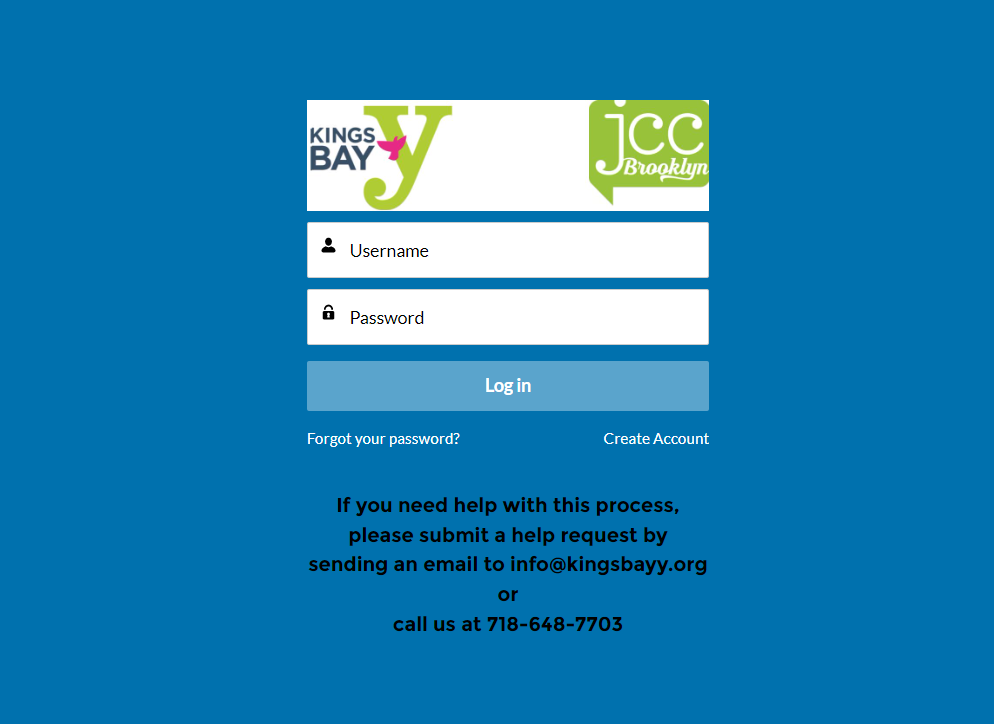 KINGS
BAY
y
jcc
Brooklyn
Username
Password
Log in
Forgot your password?
Create Account
If you need help with this process,
please submit a help request by
sending an email to info@kingsbayy.org
or
call us at 718-648-7703